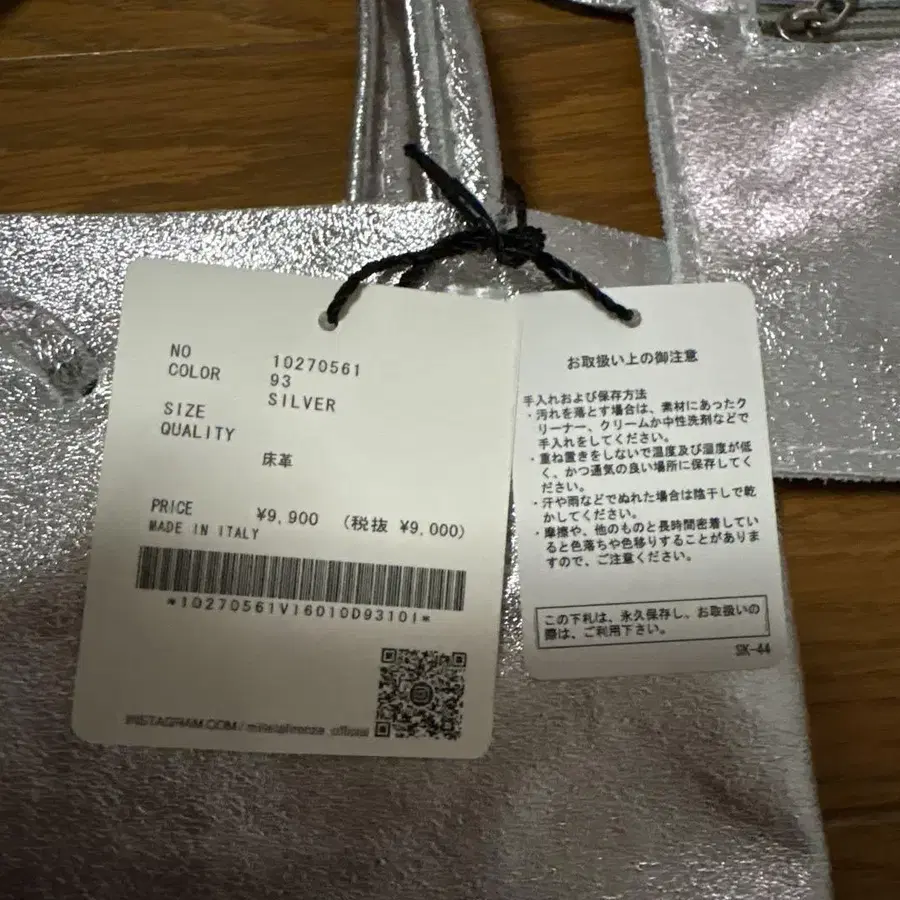 NO 10270561
COLOR 93
SILVER
SIZE
QUALITY
床革
PRICE ¥9,900 (税抜 ¥9,000)
MADE IN ITALY
*10270561V16010D93101*
INSTAGRAM.COM /
お取扱い上の御注意
手入れおよび保存方法
・汚れを落とす場合は、素材にあったク
リーナー、クリームか中性洗剤などで
手入れをしてください。
・重ね置きをしないで温度及び湿度が低
く、かつ通気の良い場所に保存してく
ださい。
・汗や雨などでぬれた場合は陰干しで乾
かしてください。
・摩擦や、他のものと長時間密着してい
ると色落ちや色移りすることがありま
すので、ご注意ください。
この下札は、永久保存し、お取扱いの
際は、ご利用下さい。
SK-44